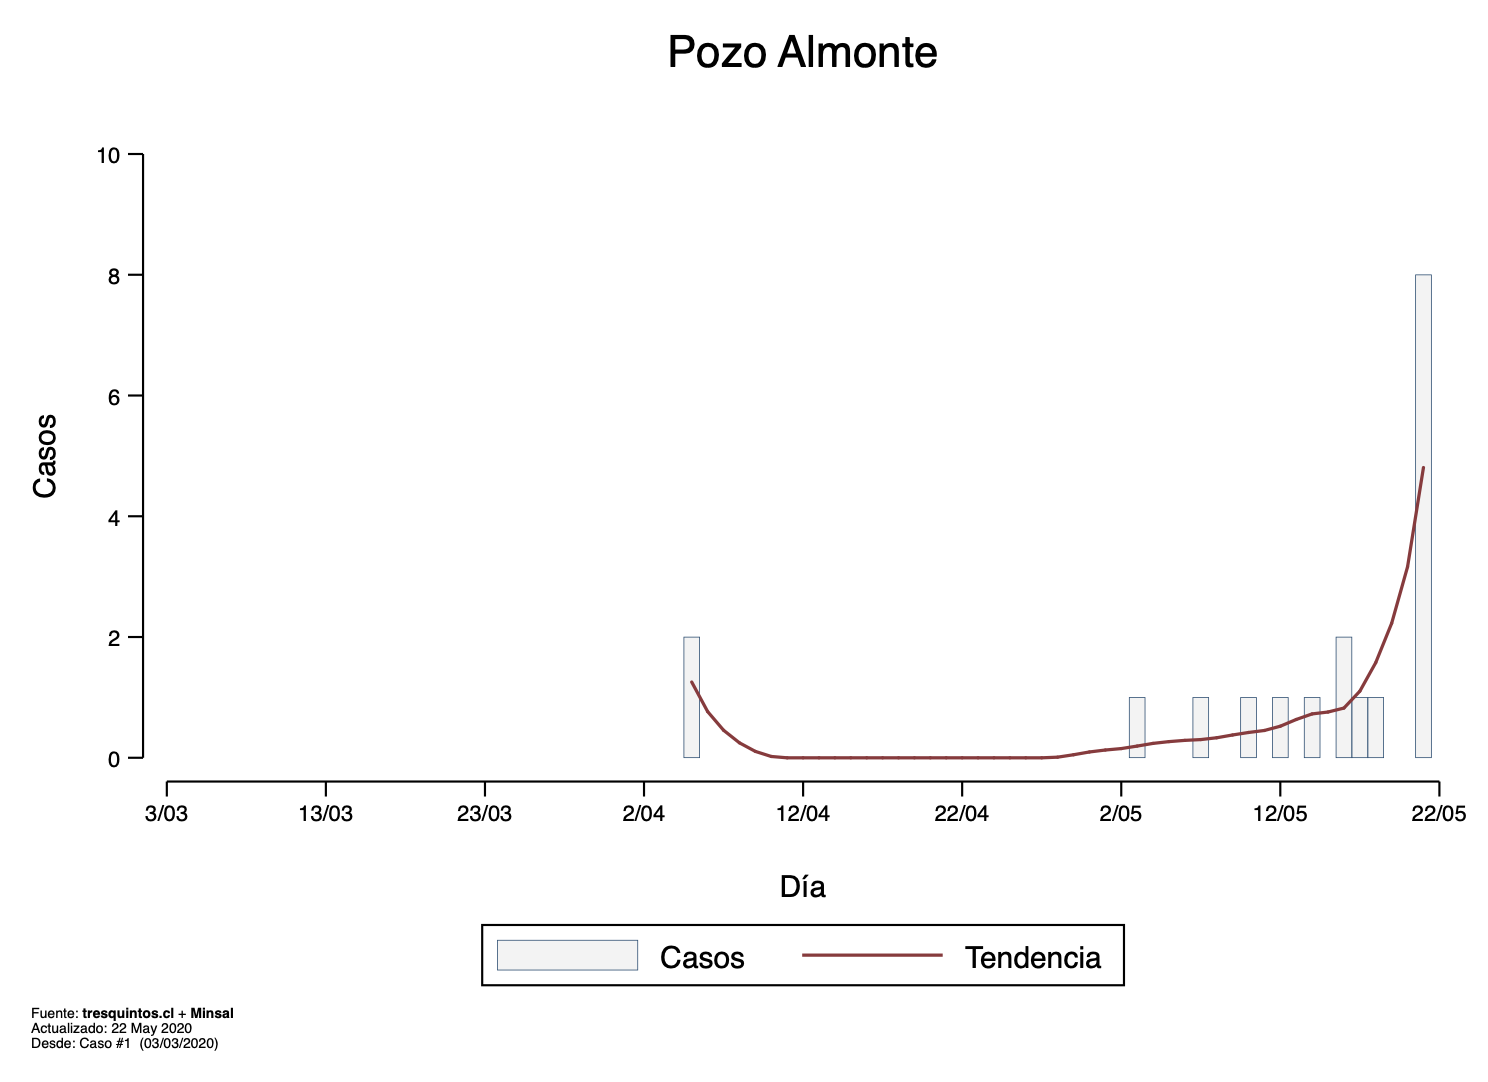 Pozo Almonte
10
8
6
4
2
0
Casos
3/03 13/03 23/03 2/04 12/04 22/04 2/05 12/05 22/05
Día
Casos Tendencia
Fuente: tresquintos.cl + Minsal
Actualizado: 22 May 2020
Desde: Caso #1 (03/03/2020)